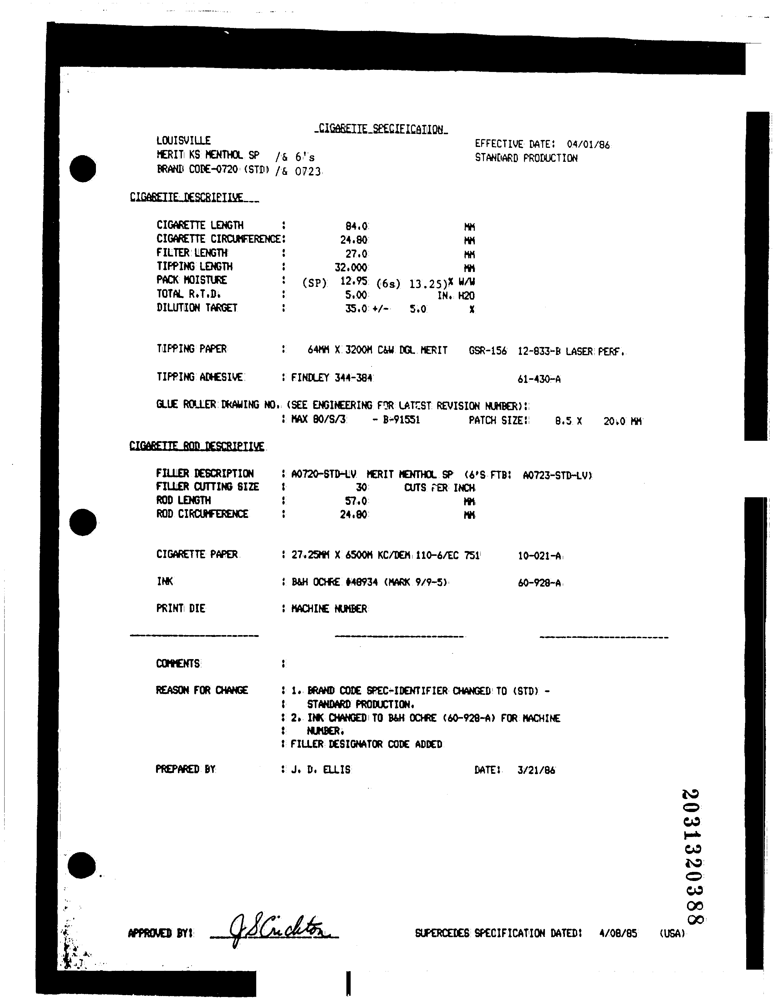 CIGARETTE SPECIFICATION
LOUISVILLE
EFFECTIVE DATE: 04/01/86
MERIT KS MENTHOL SP /& 6's
STANDARD PRODUCTION
BRAND CODE-0720 (STD) /& 0723
CIGARETTE DESCRIPTIVE
CIGARETTE LENGTH : 84.0 MM
CIGARETTE CIRCUMFERENCE: 24.80 MM
FILTER LENGTH : 27.0 MM
TIPPING LENGTH : 32.000 MM
PACK MOISTURE : (SP) 12.95 (6s) 13.25)% W/W
TOTAL R.T.D. : 5.00 IN. H2O
DILUTION TARGET : 35.0 +/- 5.0 %
TIPPING PAPER : 64MM X 3200M C&W DGL MERIT GSR-156 12-833-B LASER PERF.
TIPPING ADHESIVE : FINDLEY 344-384 61-430-A
GLUE ROLLER DRAWING NO. (SEE ENGINEERING FOR LATEST REVISION NUMBER):
: MAX 80/S/3 - B-91551 PATCH SIZE: 8.5 X 20.0 MM
CIGARETTE ROD DESCRIPTIVE
FILLER DESCRIPTION : A0720-STD-LV MERIT MENTHOL SP (6'S FTB: A0723-STD-LV)
FILLER CUTTING SIZE : 30 CUTS PER INCH
ROD LENGTH : 57.0 MM
ROD CIRCUMFERENCE : 24.80 MM
CIGARETTE PAPER : 27.25MM X 6500M KC/DEM 110-6/EC 751 10-021-A
INK : B&H OCHRE #48934 (MARK 9/9-5) 60-928-A
PRINT DIE : MACHINE NUMBER
COMMENTS :
REASON FOR CHANGE : 1. BRAND CODE SPEC-IDENTIFIER CHANGED TO (STD) -
: STANDARD PRODUCTION.
: 2. INK CHANGED TO B&H OCHRE (60-928-A) FOR MACHINE
: NUMBER.
: FILLER DESIGNATOR CODE ADDED
PREPARED BY : J. D. ELLIS DATE: 3/21/86
2031320388
APPROVED BY: J S Crichton SUPERCEDES SPECIFICATION DATED: 4/08/85 (USA)